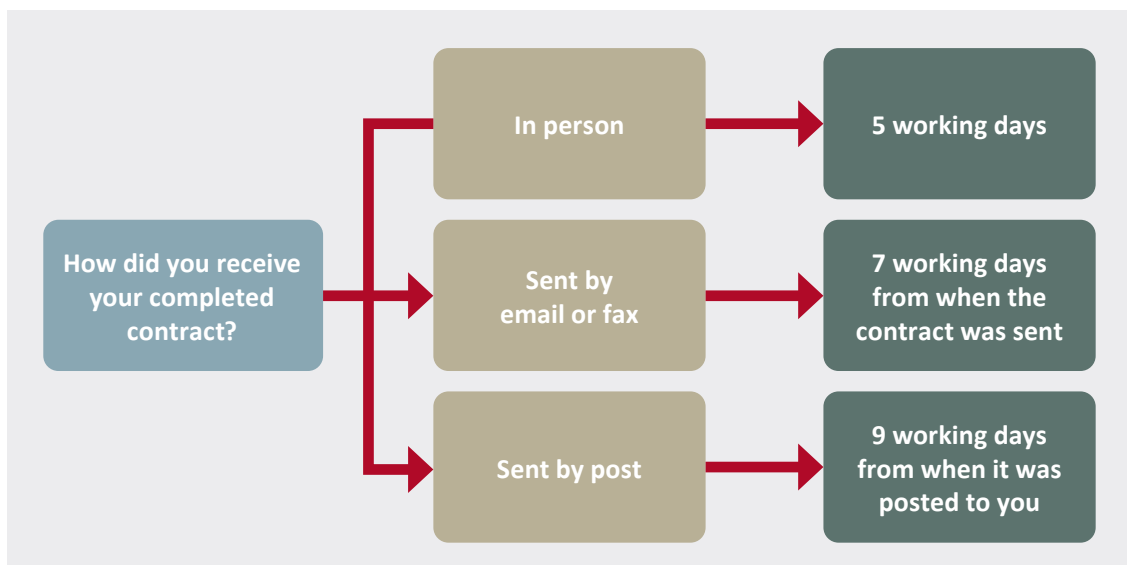 How did you receive
your completed
contract?
In person
5 working days
Sent by
email or fax
7 working days
from when the
contract was sent
Sent by post
9 working days
from when it was
posted to you